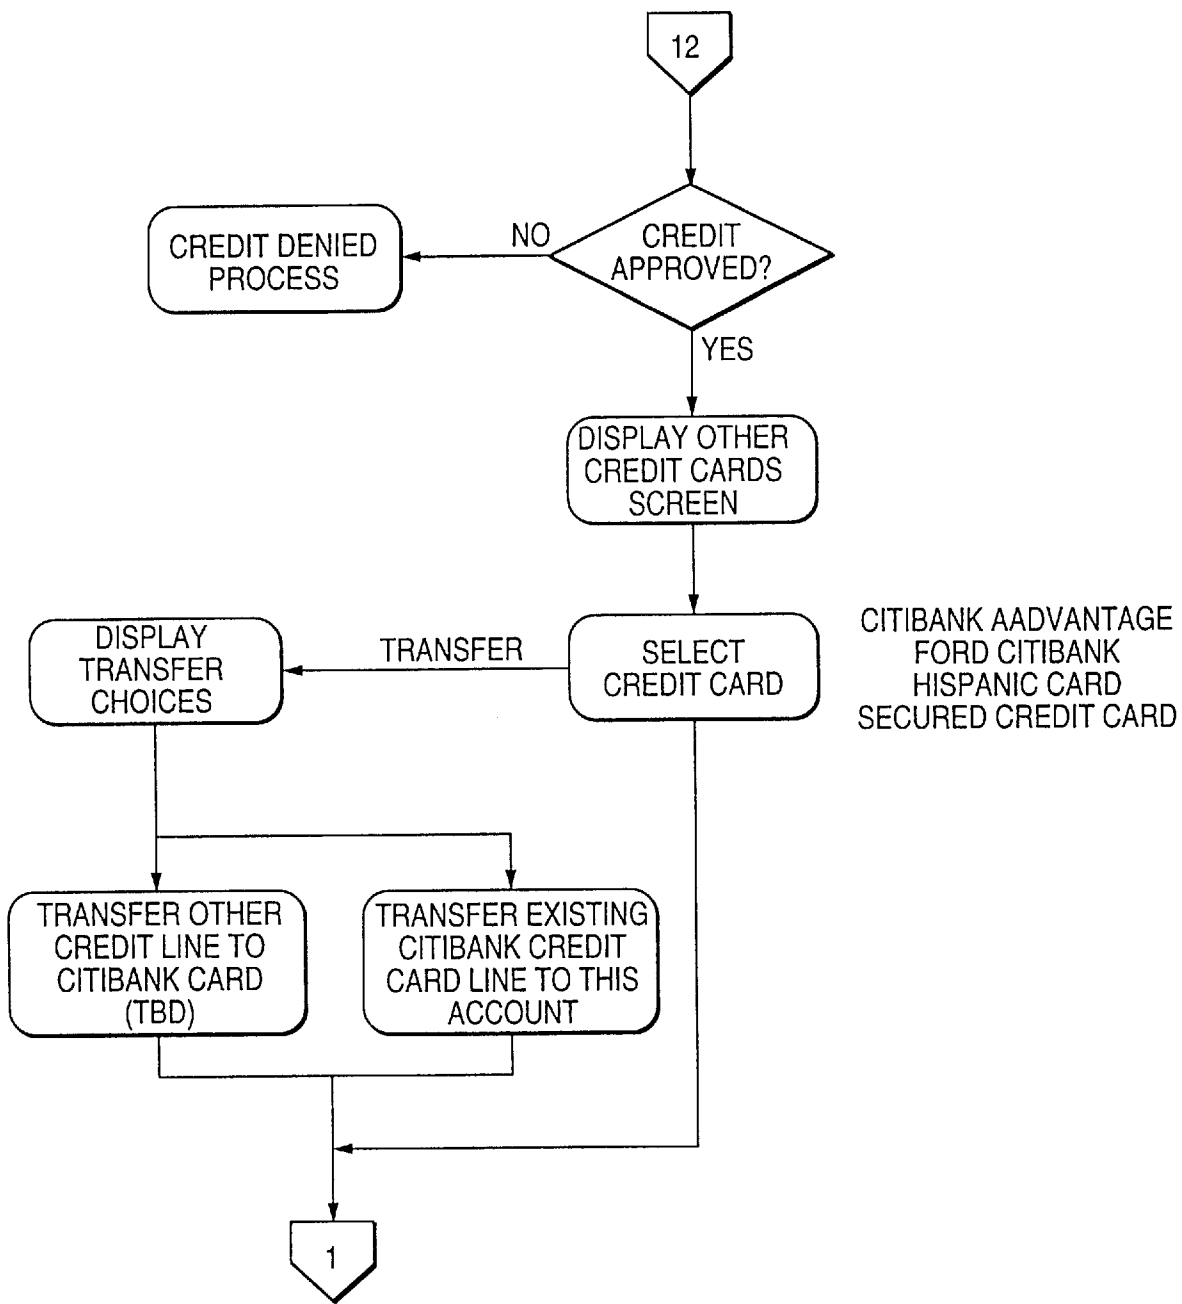 12
CREDIT
APPROVED?
NO
CREDIT DENIED
PROCESS
YES
DISPLAY OTHER
CREDIT CARDS
SCREEN
SELECT
CREDIT CARD
CITIBANK AADVANTAGE
FORD CITIBANK
HISPANIC CARD
SECURED CREDIT CARD
TRANSFER
DISPLAY
TRANSFER
CHOICES
TRANSFER OTHER
CREDIT LINE TO
CITIBANK CARD
(TBD)
TRANSFER EXISTING
CITIBANK CREDIT
CARD LINE TO THIS
ACCOUNT
1